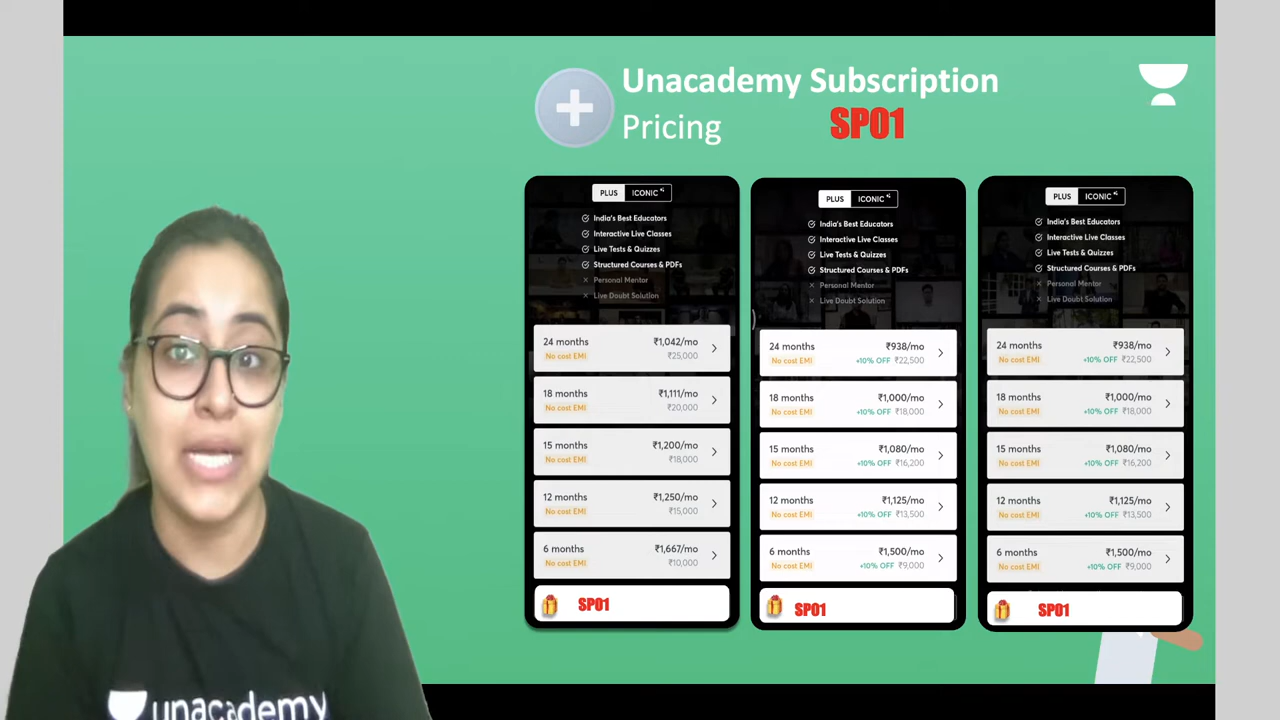 Unacademy Subscription
Pricing
SP01
PLUS ICONIC
India's Best Educators
Interactive Live Classes
Live Tests & Quizzes
Structured Courses & PDFs
Personal Mentor
Live Doubt Solution
24 months ₹1,042/mo
No cost EMI ₹25,000
18 months ₹1,111/mo
No cost EMI ₹20,000
15 months ₹1,200/mo
No cost EMI ₹18,000
12 months ₹1,250/mo
No cost EMI ₹15,000
6 months ₹1,667/mo
No cost EMI ₹10,000
SP01
PLUS ICONIC
India's Best Educators
Interactive Live Classes
Live Tests & Quizzes
Structured Courses & PDFs
Personal Mentor
Live Doubt Solution
24 months ₹938/mo
No cost EMI +10% OFF ₹22,500
18 months ₹1,000/mo
No cost EMI +10% OFF ₹18,000
15 months ₹1,080/mo
No cost EMI +10% OFF ₹16,200
12 months ₹1,125/mo
No cost EMI +10% OFF ₹13,500
6 months ₹1,500/mo
No cost EMI +10% OFF ₹9,000
SP01
PLUS ICONIC
India's Best Educators
Interactive Live Classes
Live Tests & Quizzes
Structured Courses & PDFs
Personal Mentor
Live Doubt Solution
24 months ₹938/mo
No cost EMI +10% OFF ₹22,500
18 months ₹1,000/mo
No cost EMI +10% OFF ₹18,000
15 months ₹1,080/mo
No cost EMI +10% OFF ₹16,200
12 months ₹1,125/mo
No cost EMI +10% OFF ₹13,500
6 months ₹1,500/mo
No cost EMI +10% OFF ₹9,000
SP01
unacademy